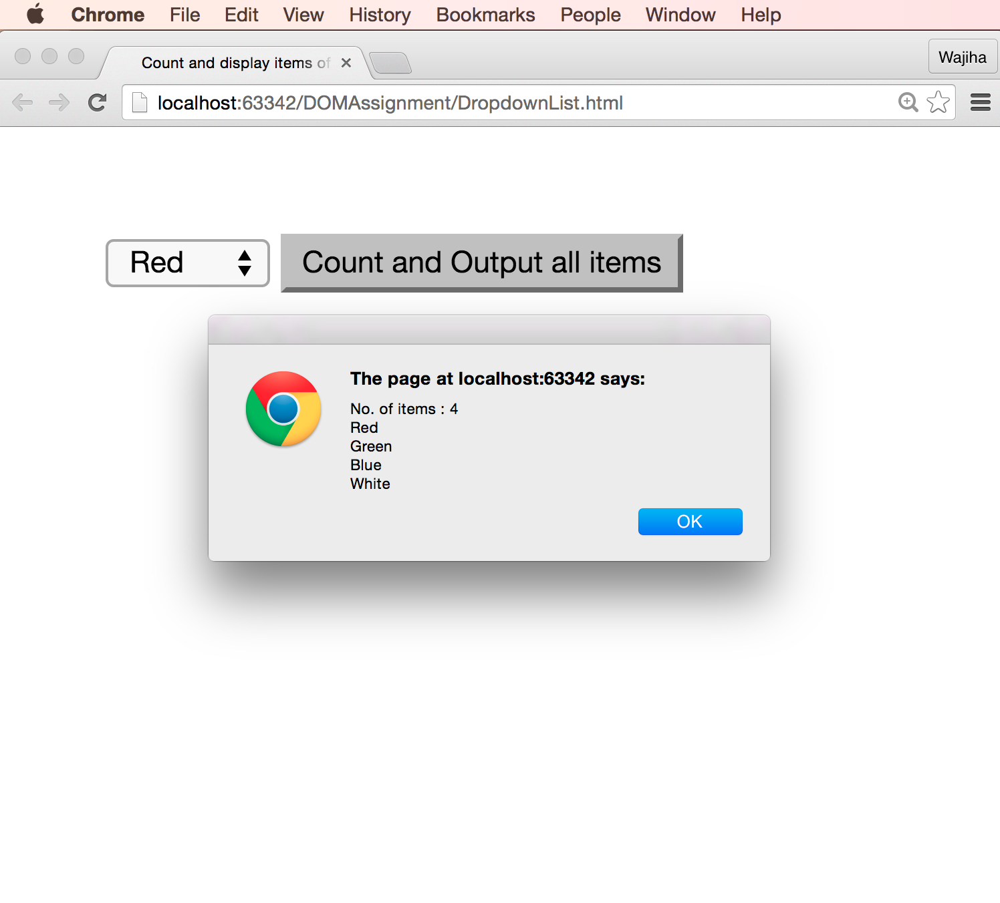 Chrome File Edit View History Bookmarks People Window Help
Count and display items of
Wajiha
localhost:63342/DOMAssignment/DropdownList.html
Red
Count and Output all items
The page at localhost:63342 says:
No. of items : 4
Red
Green
Blue
White
OK